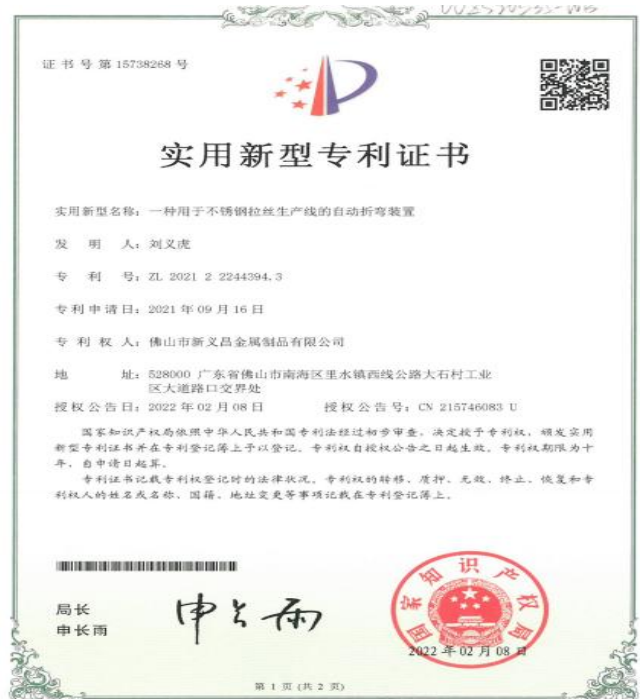 证书号第15738268号
实用新型专利证书
实用新型名称：一种用于不锈钢拉丝生产线的自动折弯装置
发 明 人：刘义虎
专 利 号：ZL 2021 2 2244394.3
专利申请日：2021年09月16日
专 利 权 人：佛山市新义昌金属制品有限公司
地 址：528000 广东省佛山市南海区里水镇西线公路大石村工业
区大道路口交界处
授权公告日：2022年02月08日 授权公告号：CN 215746083 U
国家知识产权局依照中华人民共和国专利法经过初步审查，决定授予专利权，颁发实用
新型专利证书并在专利登记簿上予以登记。专利权自授权公告之日起生效。专利权期限为十
年，自申请日起算。
专利证书记载专利权登记时的法律状况。专利权的转移、质押、无效、终止、恢复和专
利权人的姓名或名称、国籍、地址变更等事项记载在专利登记簿上。
局长
申长雨
申长雨
国家知识产权局
2022年02月08日
第 1 页 (共 2 页)